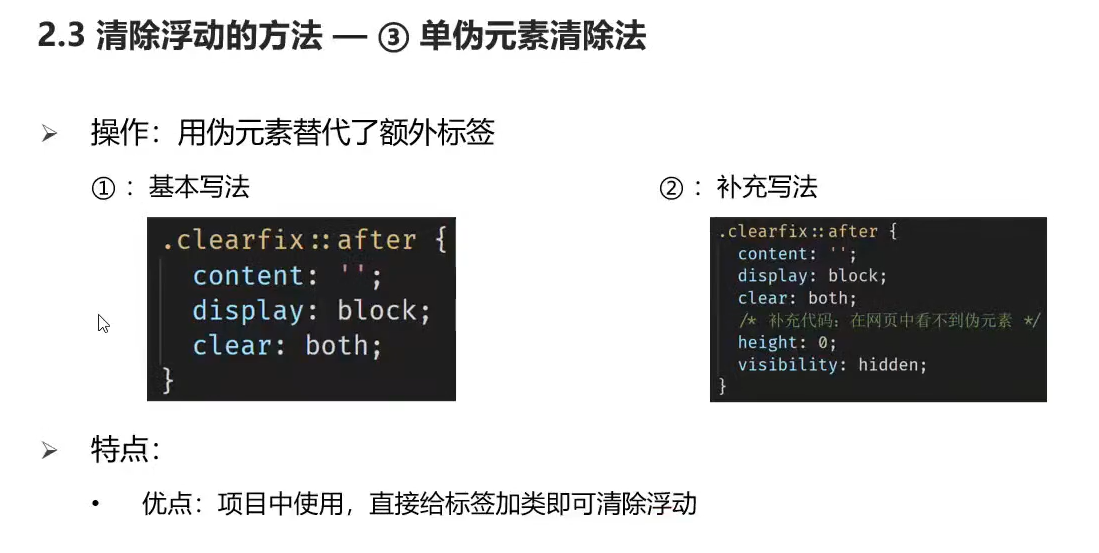 2.3 清除浮动的方法 — ③ 单伪元素清除法
➢ 操作：用伪元素替代了额外标签
①：基本写法
.clearfix::after {
content: '';
display: block;
clear: both;
}
②：补充写法
.clearfix::after {
content: '';
display: block;
clear: both;
/* 补充代码：在网页中看不到伪元素 */
height: 0;
visibility: hidden;
}
➢ 特点：
• 优点：项目中使用，直接给标签加类即可清除浮动